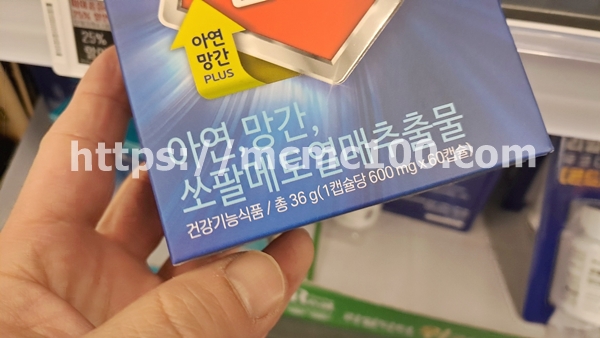 25%
아연
망간
PLUS
아연, 망간,
쏘팔메토열매추출물
https://mcmc100.com
건강기능식품 / 총 36 g(1캡슐당 600 mg x 60캡슐)